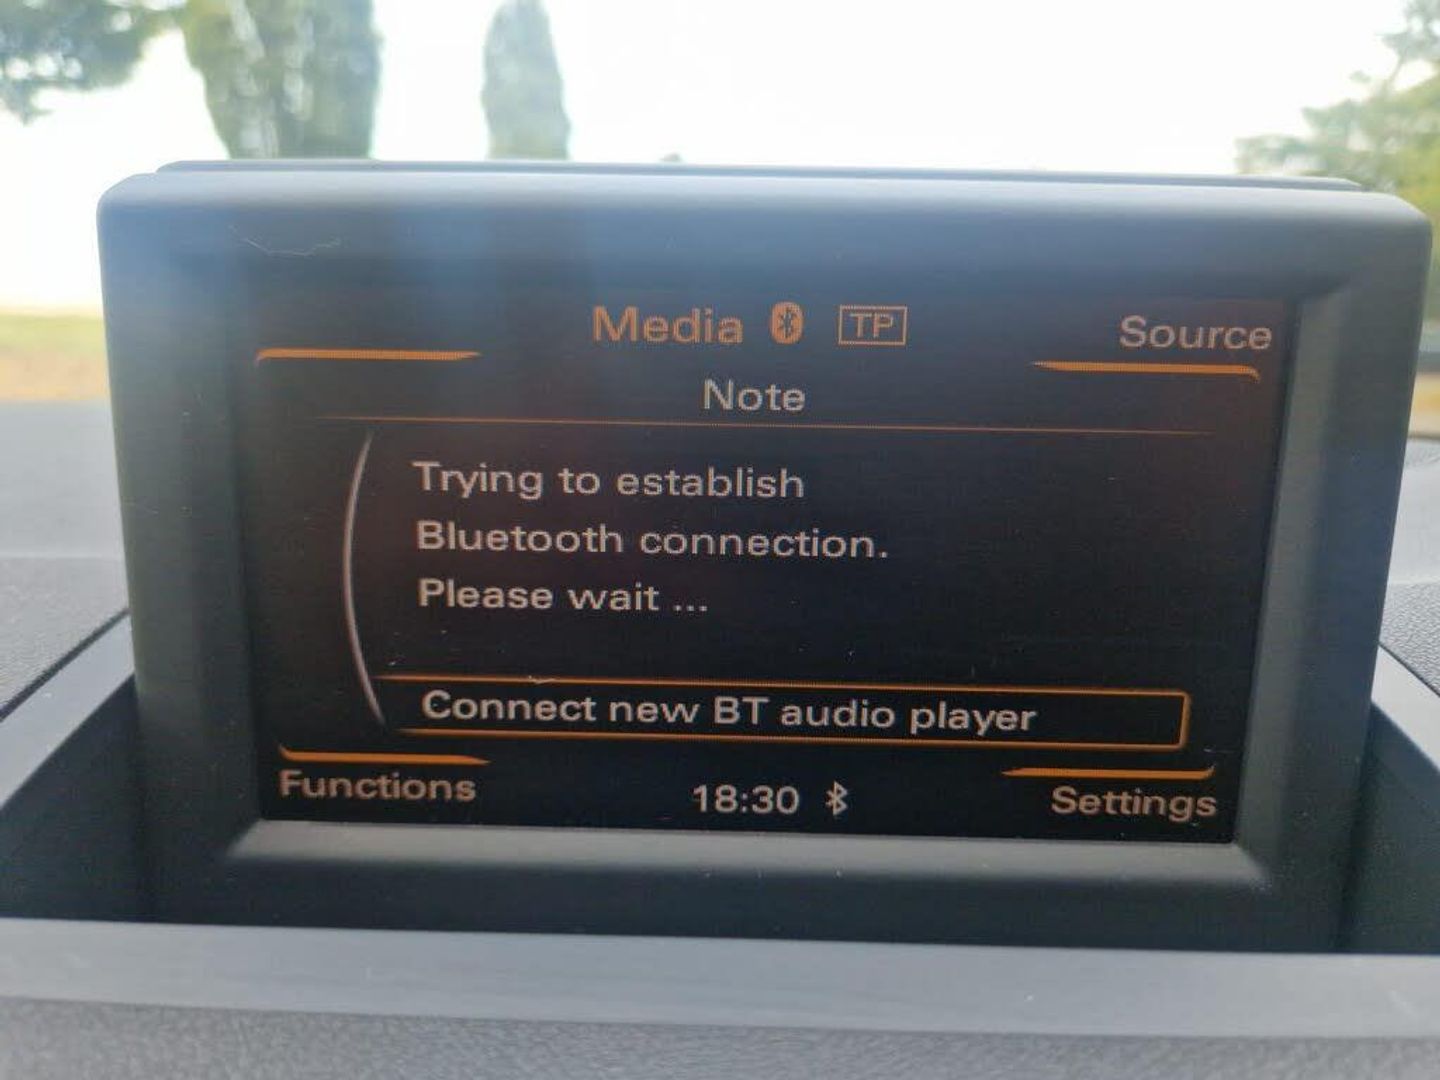 Media TP
Source
Note
Trying to establish
Bluetooth connection.
Please wait ...
Connect new BT audio player
Functions
18:30
Settings